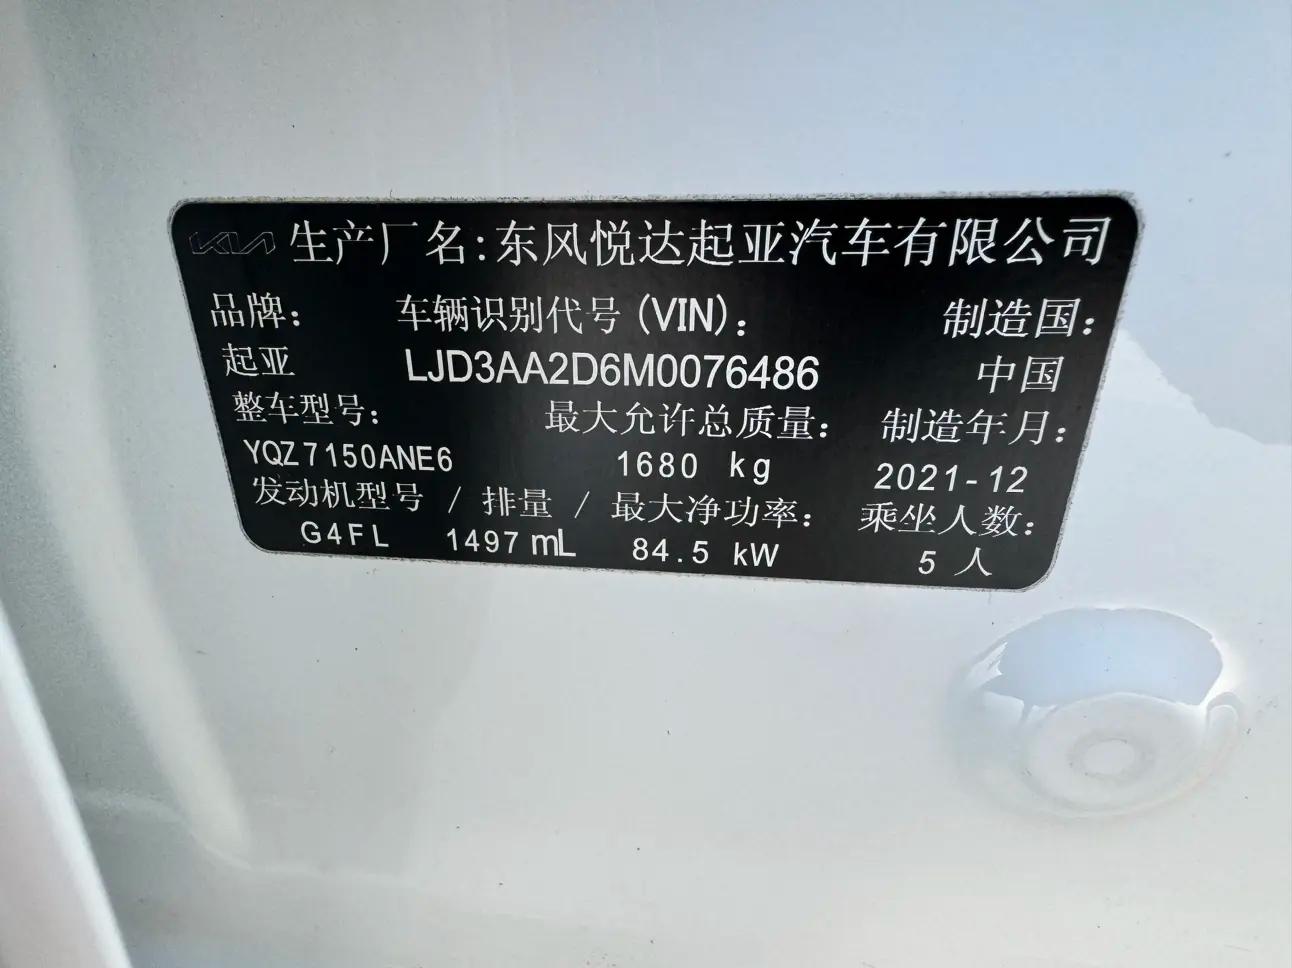 KIA 生产厂名:东风悦达起亚汽车有限公司
品牌: 车辆识别代号(VIN): 制造国:
起亚 LJD3AA2D6M0076486 中国
整车型号: 最大允许总质量: 制造年月:
YQZ7150ANE6 1680 kg 2021-12
发动机型号 / 排量 / 最大净功率: 乘坐人数:
G4FL 1497 mL 84.5 kW 5 人